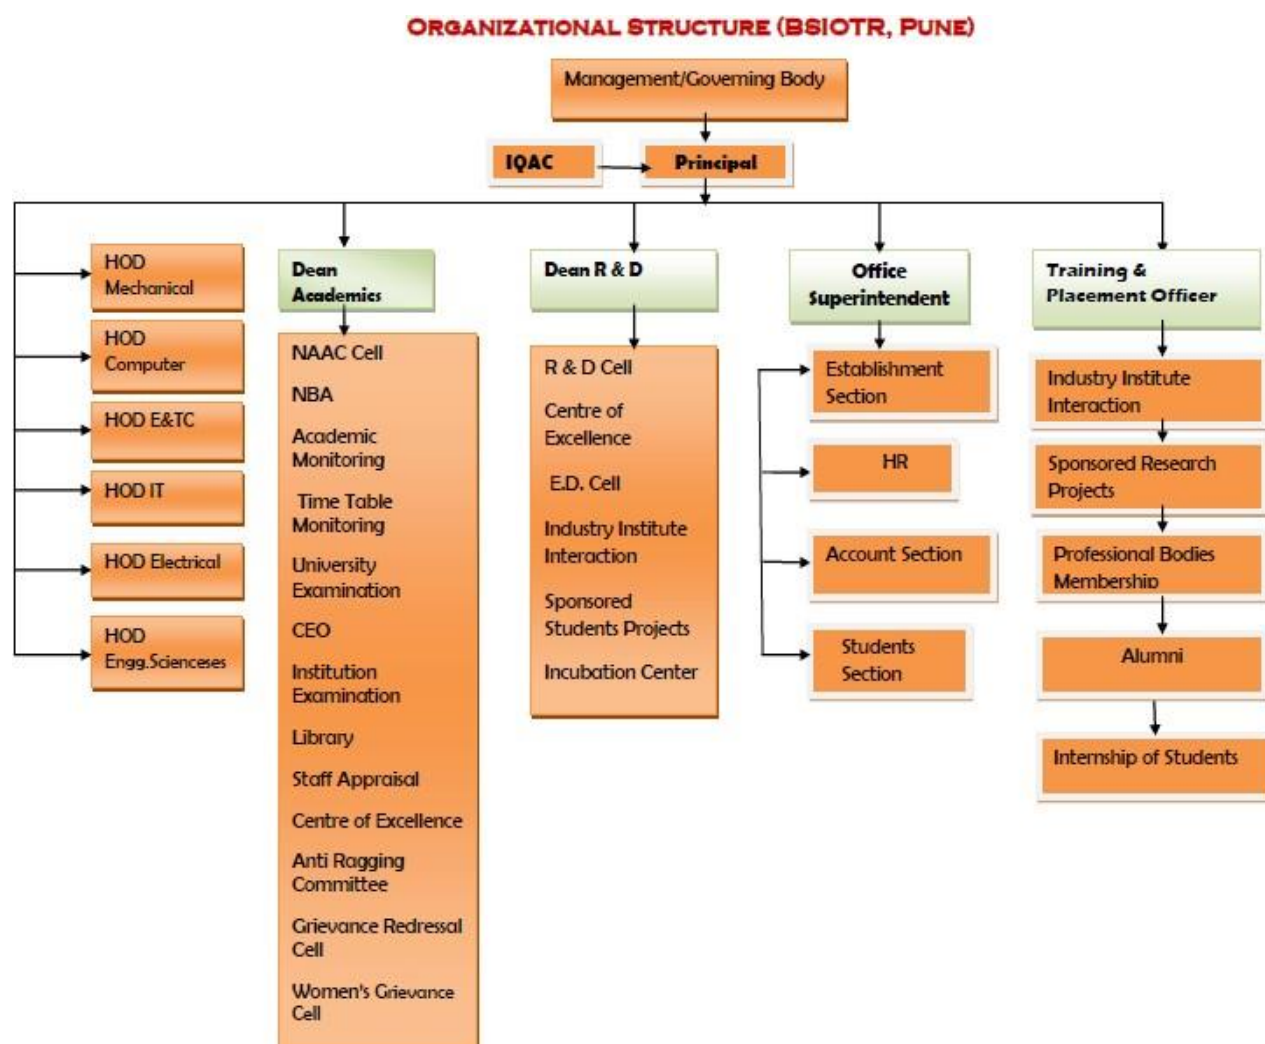 ORGANIZATIONAL STRUCTURE (BSIOTR, PUNE)
Management/Governing Body
IQAC
Principal
HOD
Mechanical
HOD
Computer
HOD E&TC
HOD IT
HOD Electrical
HOD
Engg.Scienceses
Dean
Academics
NAAC Cell
NBA
Academic
Monitoring
Time Table
Monitoring
University
Examination
CEO
Institution
Examination
Library
Staff Appraisal
Centre of Excellence
Anti Ragging
Committee
Grievance Redressal
Cell
Women's Grievance
Cell
Dean R & D
R & D Cell
Centre of
Excellence
E.D. Cell
Industry Institute
Interaction
Sponsored
Students Projects
Incubation Center
Office
Superintendent
Establishment
Section
HR
Account Section
Students
Section
Training &
Placement Officer
Industry Institute
Interaction
Sponsored Research
Projects
Professional Bodies
Membership
Alumni
Internship of Students